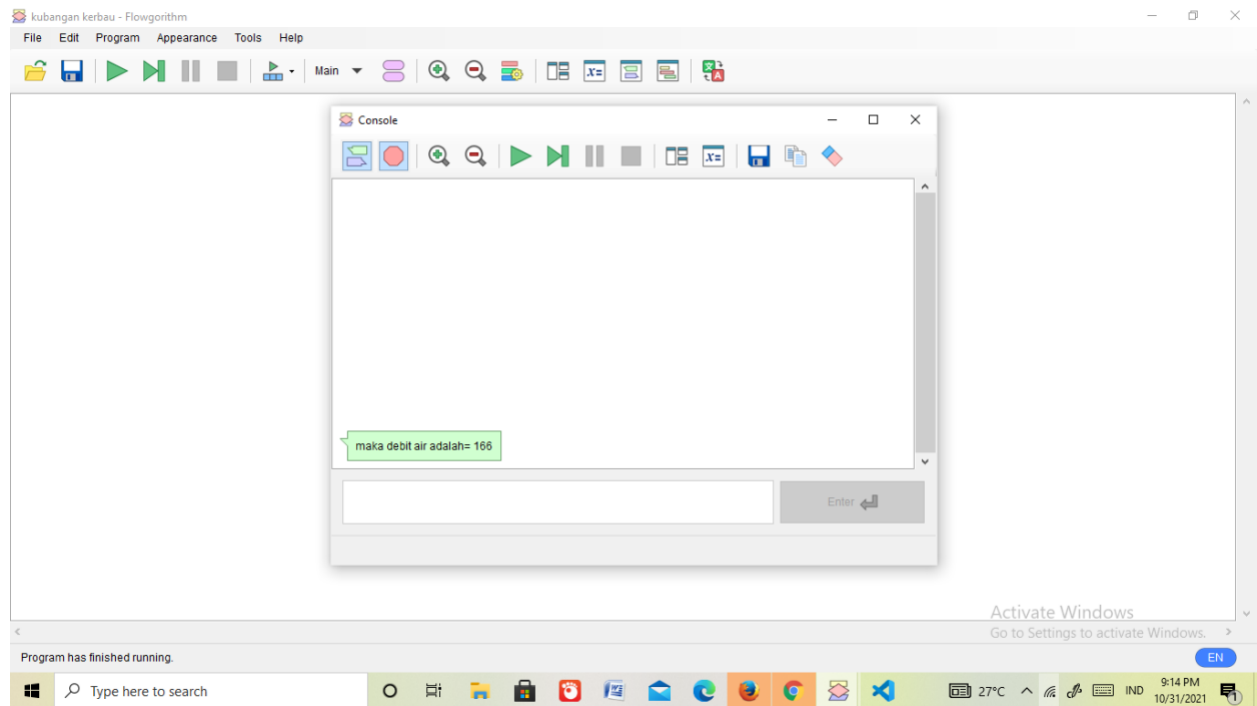 kubangan kerbau - Flowgorithm
File Edit Program Appearance Tools Help
Main
x=
Console
x=
maka debit air adalah= 166
Enter
Activate Windows
Go to Settings to activate Windows.
Program has finished running.
EN
Type here to search
27°C
IND
9:14 PM
10/31/2021
1